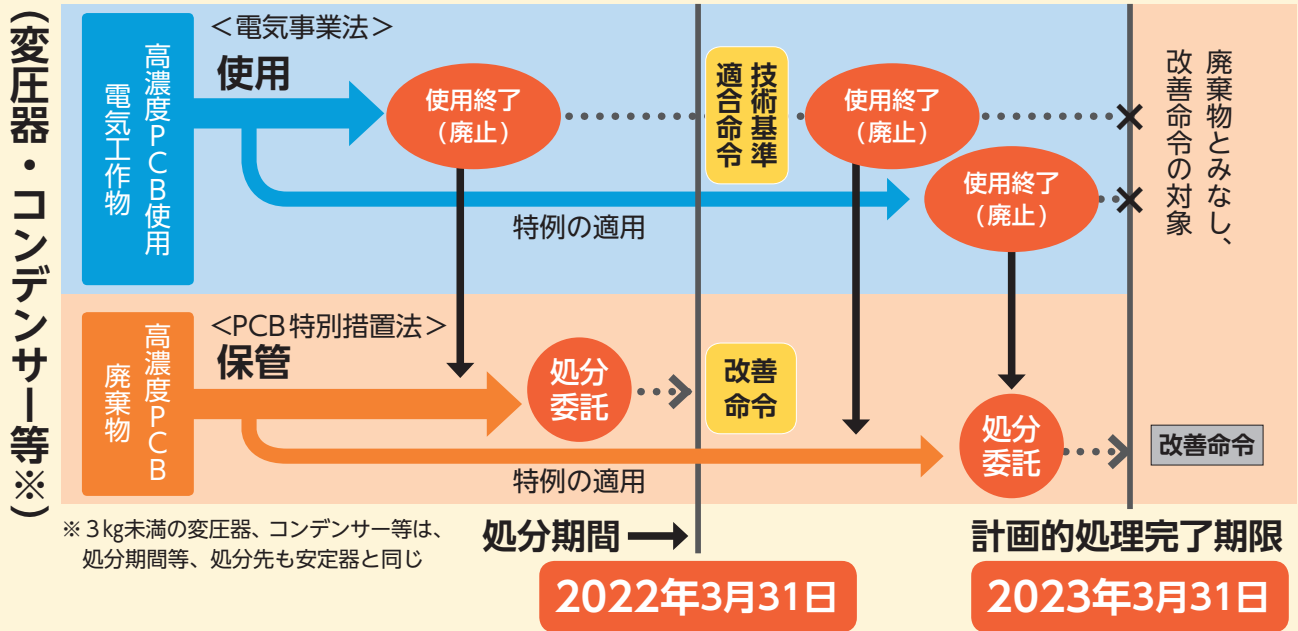 （変圧器・コンデンサー等※）
高濃度PCB使用
電気工作物
＜電気事業法＞
使用
使用終了
（廃止）
技術基準
適合命令
使用終了
（廃止）
使用終了
（廃止）
特例の適用
廃棄物とみなし、
改善命令の対象
高濃度PCB
廃棄物
＜PCB特別措置法＞
保管
処分
委託
改善
命令
処分
委託
改善命令
特例の適用
※３kg未満の変圧器、コンデンサー等は、
処分期間等、処分先も安定器と同じ
処分期間
2022年3月31日
計画的処理完了期限
2023年3月31日